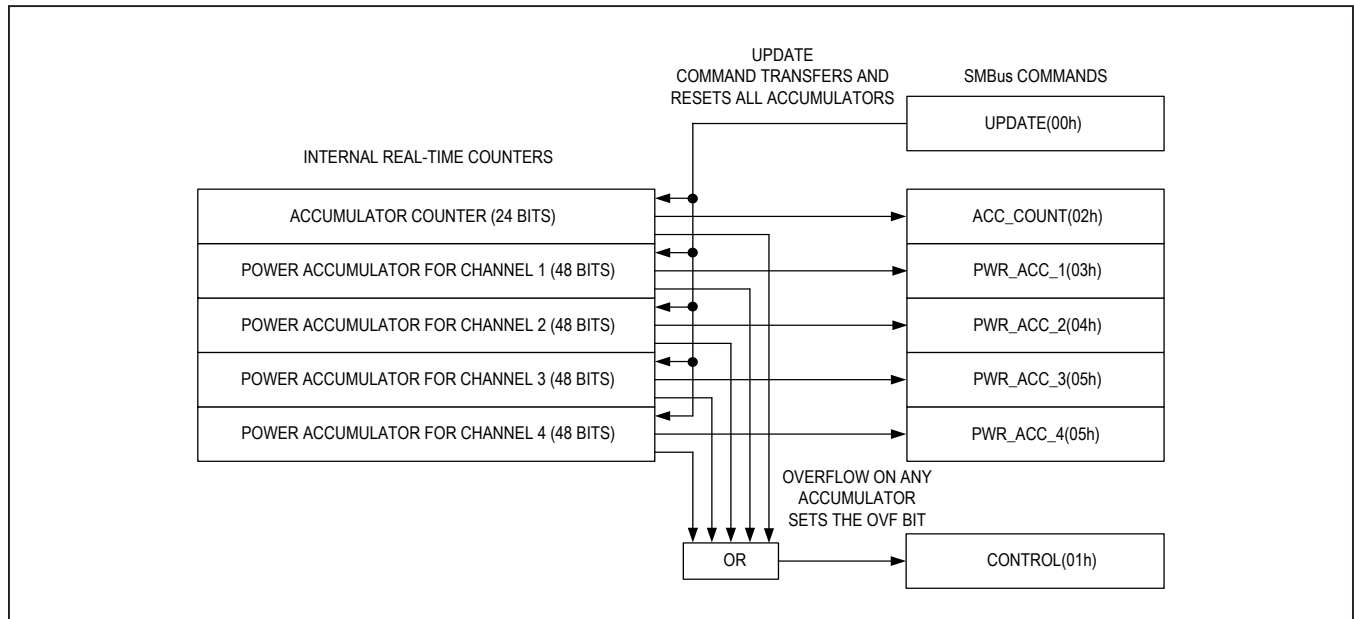 UPDATE
COMMAND TRANSFERS AND
RESETS ALL ACCUMULATORS
SMBus COMMANDS
UPDATE(00h)
INTERNAL REAL-TIME COUNTERS
ACCUMULATOR COUNTER (24 BITS)
ACC_COUNT(02h)
POWER ACCUMULATOR FOR CHANNEL 1 (48 BITS)
PWR_ACC_1(03h)
POWER ACCUMULATOR FOR CHANNEL 2 (48 BITS)
PWR_ACC_2(04h)
POWER ACCUMULATOR FOR CHANNEL 3 (48 BITS)
PWR_ACC_3(05h)
POWER ACCUMULATOR FOR CHANNEL 4 (48 BITS)
PWR_ACC_4(05h)
OVERFLOW ON ANY
ACCUMULATOR
SETS THE OVF BIT
OR
CONTROL(01h)